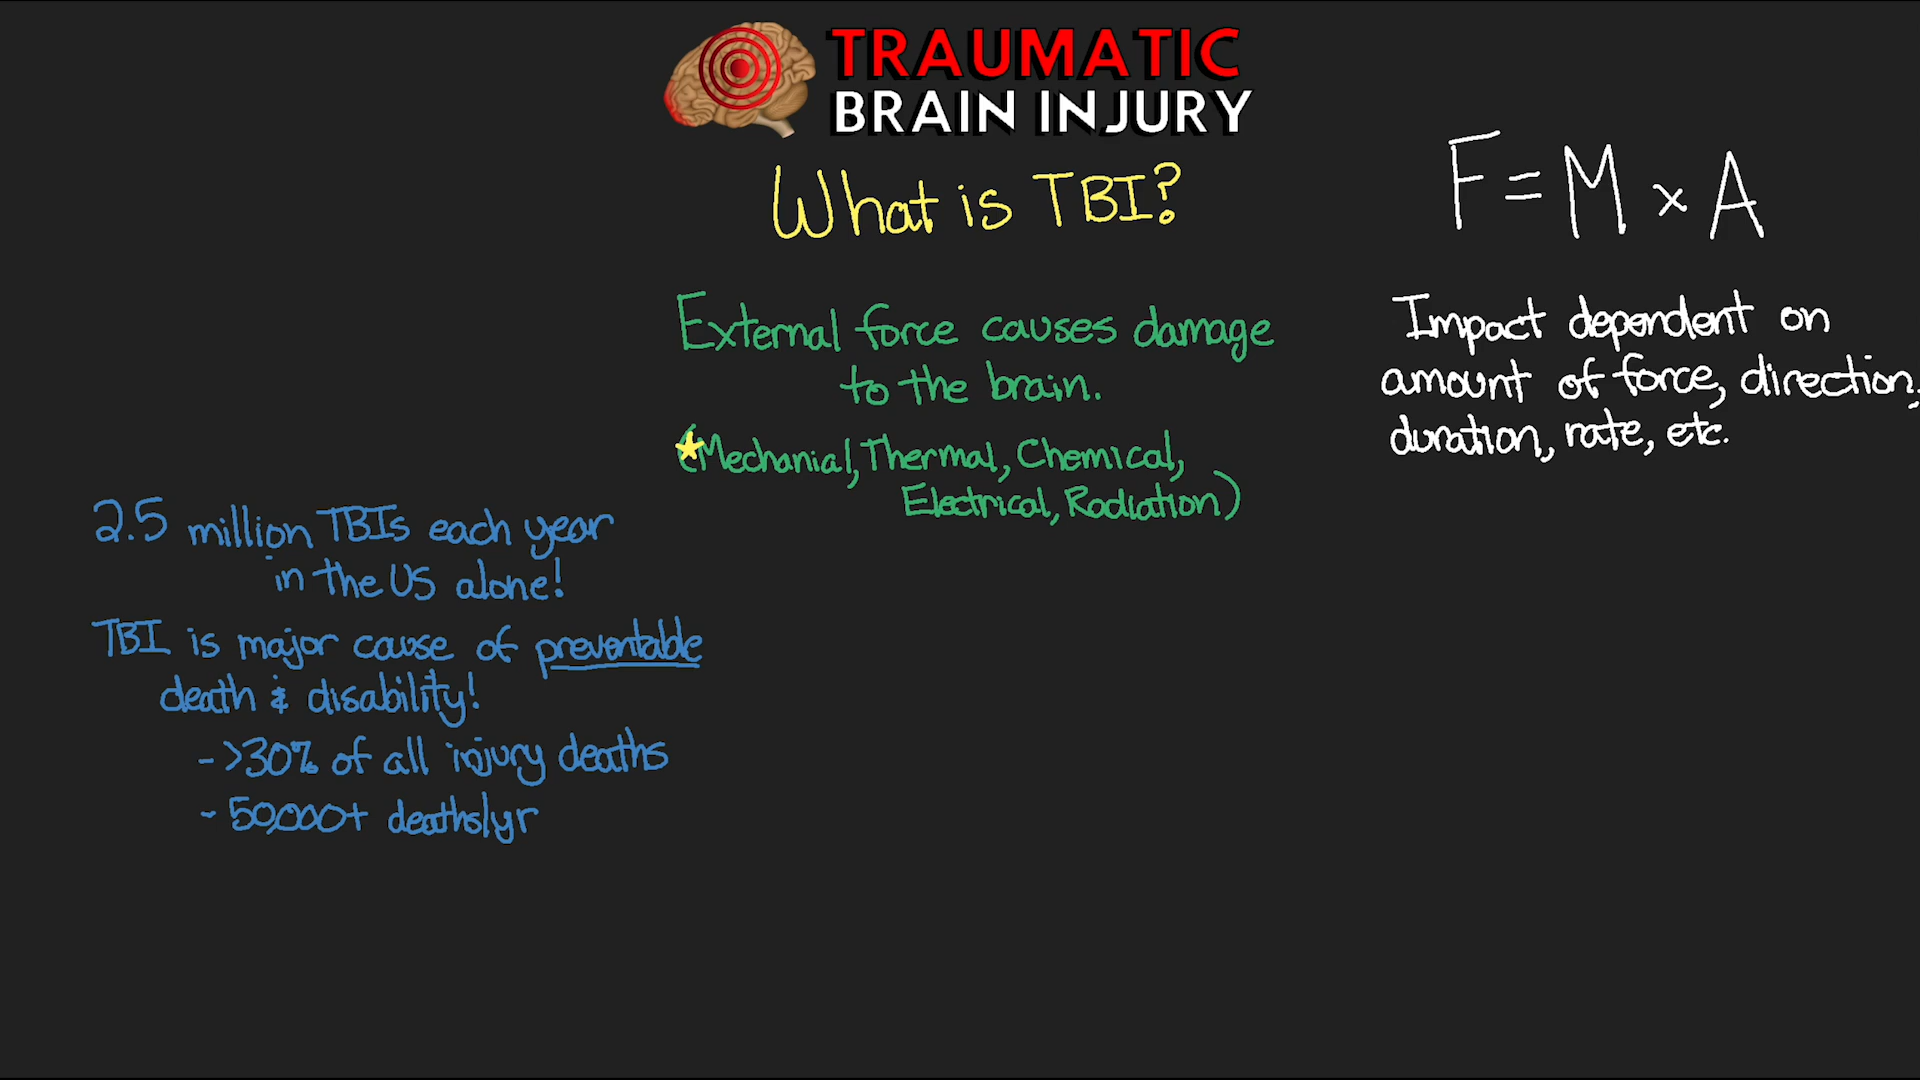 TRAUMATIC
BRAIN INJURY
What is TBI?
External force causes damage
to the brain.
(Mechanial, Thermal, Chemical,
Electrical, Radiation)
F = M x A
Impact dependent on
amount of force, direction,
duration, rate, etc.
2.5 million TBIs each year
in the US alone!
TBI is major cause of preventable
death & disability!
- >30% of all injury deaths
- 50,000+ deaths/yr